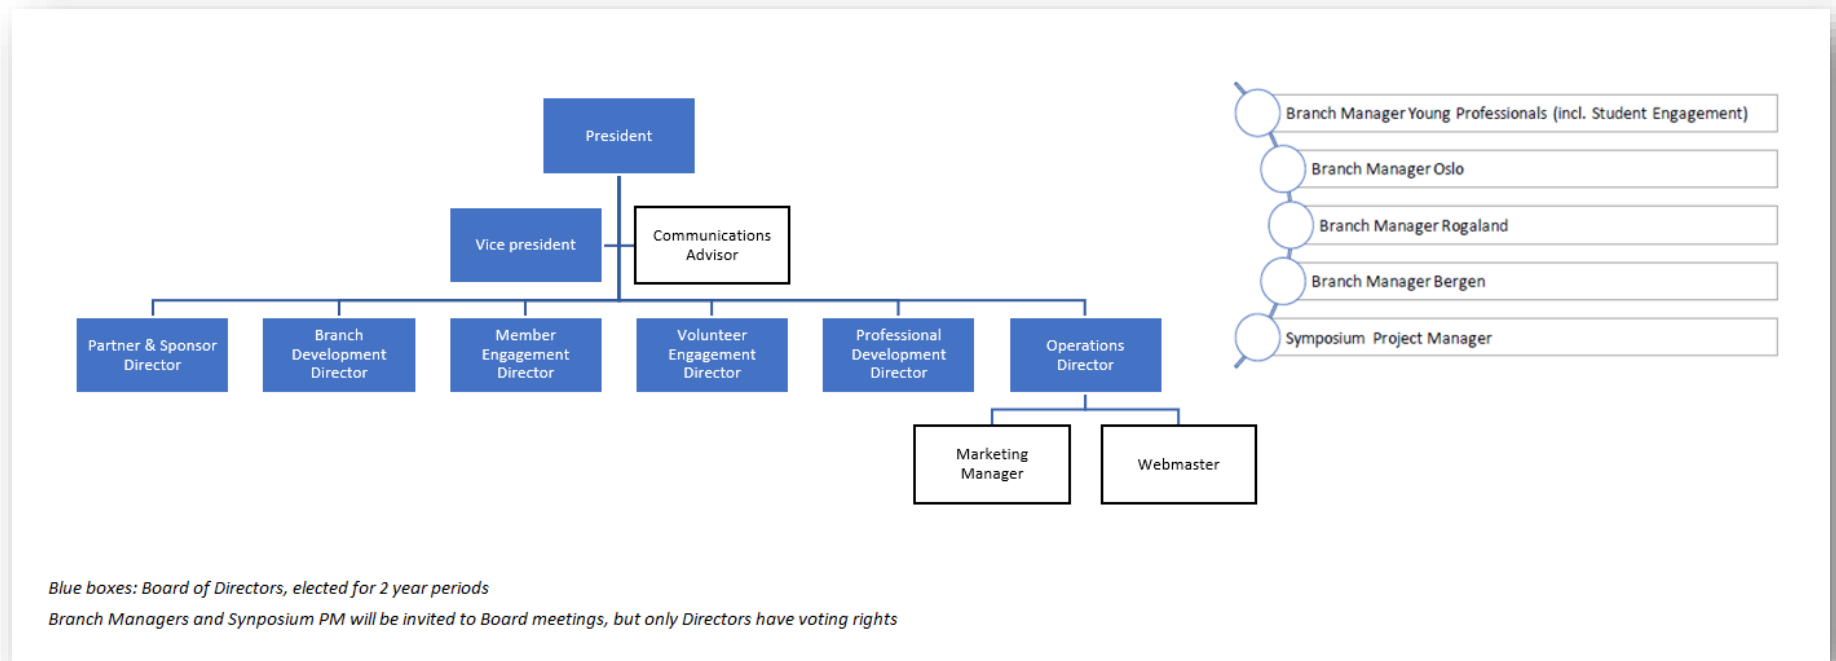 President
Vice president
Communications
Advisor
Partner & Sponsor
Director
Branch
Development
Director
Member
Engagement
Director
Volunteer
Engagement
Director
Professional
Development
Director
Operations
Director
Marketing
Manager
Webmaster
Branch Manager Young Professionals (incl. Student Engagement)
Branch Manager Oslo
Branch Manager Rogaland
Branch Manager Bergen
Symposium Project Manager
Blue boxes: Board of Directors, elected for 2 year periods
Branch Managers and Synposium PM will be invited to Board meetings, but only Directors have voting rights